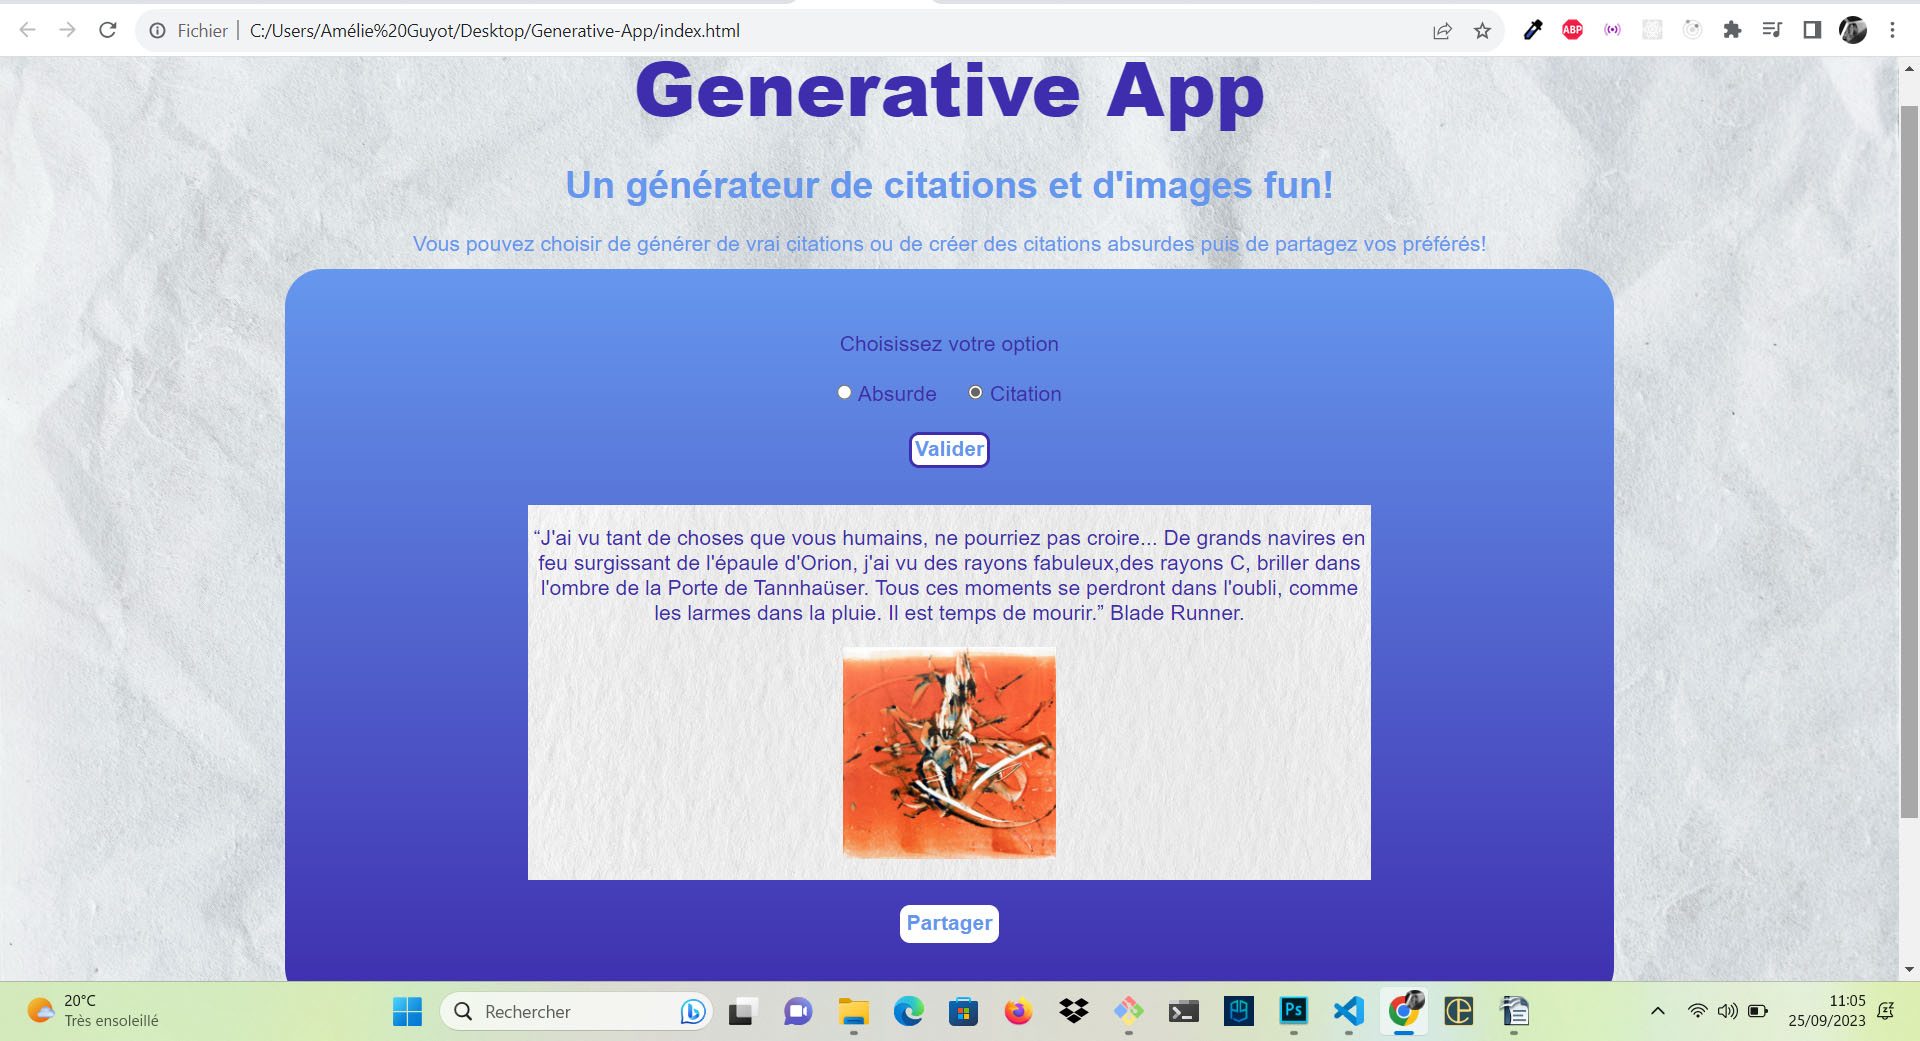 Fichier | C:/Users/Amélie%20Guyot/Desktop/Generative-App/index.html
ABP
Generative App
Un générateur de citations et d'images fun!
Vous pouvez choisir de générer de vrai citations ou de créer des citations absurdes puis de partagez vos préférés!
Choisissez votre option
Absurde Citation
Valider
“J'ai vu tant de choses que vous humains, ne pourriez pas croire... De grands navires en
feu surgissant de l'épaule d'Orion, j'ai vu des rayons fabuleux,des rayons C, briller dans
l'ombre de la Porte de Tannhaüser. Tous ces moments se perdront dans l'oubli, comme
les larmes dans la pluie. Il est temps de mourir.” Blade Runner.
Partager
20°C
Très ensoleillé
Rechercher
Ps
11:05
25/09/2023